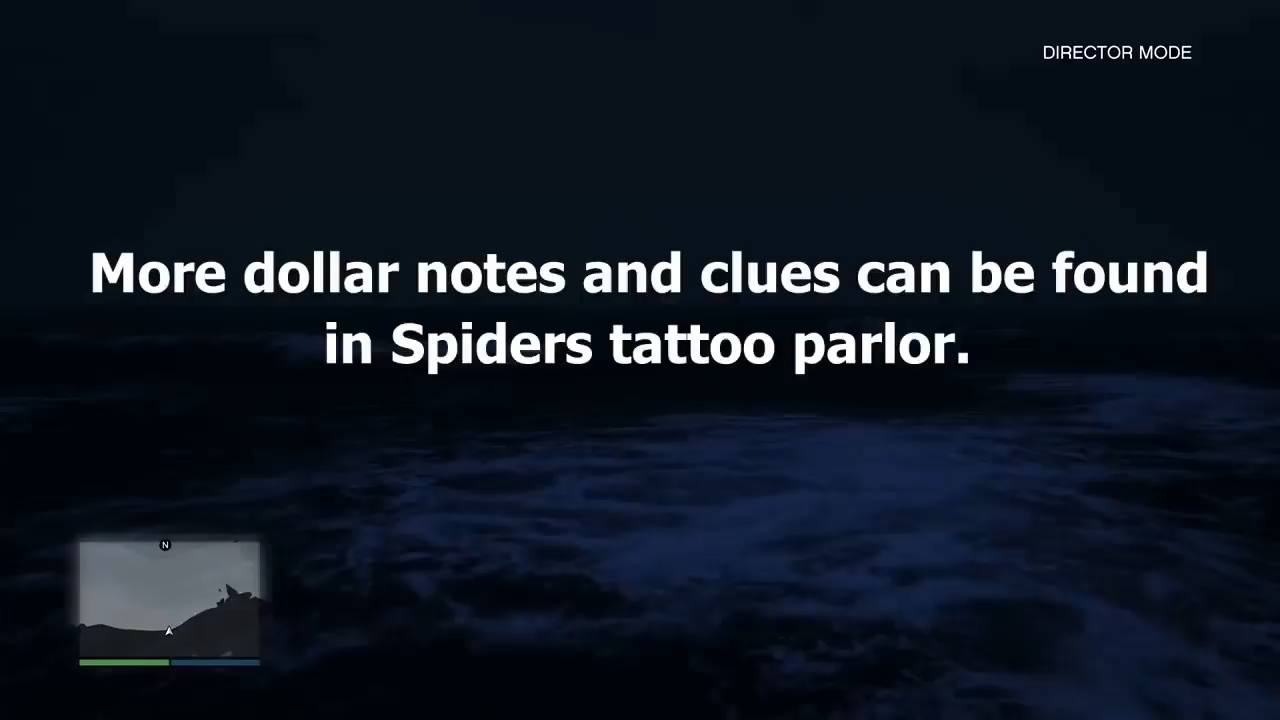 DIRECTOR MODE
More dollar notes and clues can be found
in Spiders tattoo parlor.
N